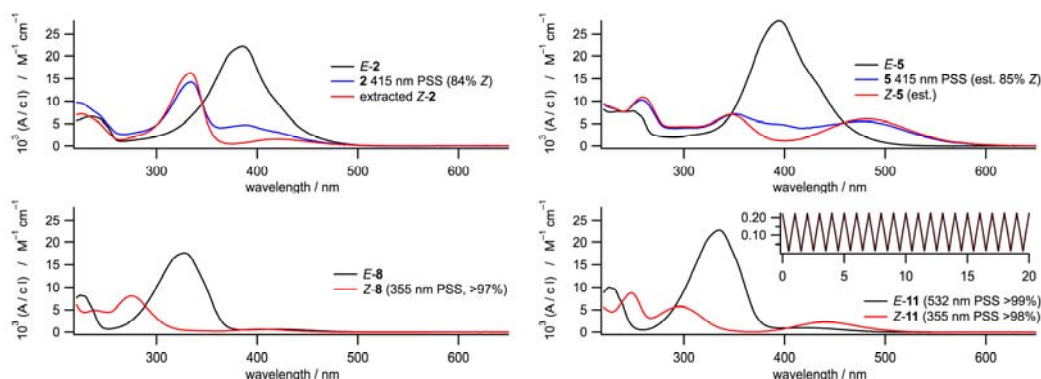 10³ (A / c l) / M⁻¹ cm⁻¹
25
20
15
10
5
0
E-2
2 415 nm PSS (84% Z)
extracted Z-2
300 400 500 600
wavelength / nm
10³ (A / c l) / M⁻¹ cm⁻¹
25
20
15
10
5
0
E-5
5 415 nm PSS (est. 85% Z)
Z-5 (est.)
300 400 500 600
wavelength / nm
10³ (A / c l) / M⁻¹ cm⁻¹
25
20
15
10
5
0
E-8
Z-8 (355 nm PSS, >97%)
300 400 500 600
wavelength / nm
10³ (A / c l) / M⁻¹ cm⁻¹
25
20
15
10
5
0
0.20
0.10
0 5 10 15 20
E-11 (532 nm PSS >99%)
Z-11 (355 nm PSS >98%)
300 400 500 600
wavelength / nm